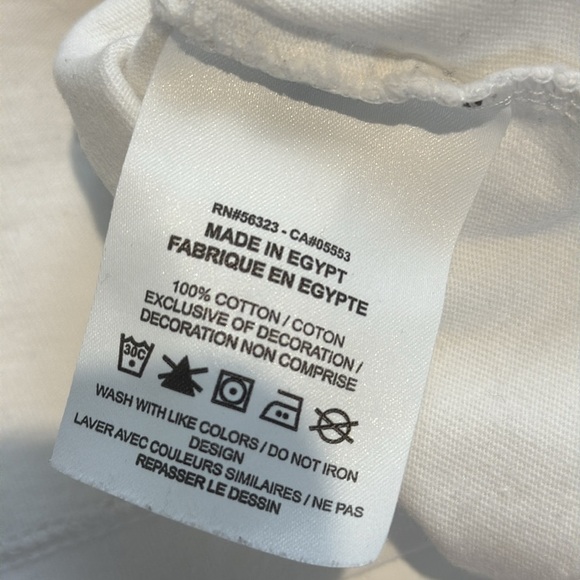 RN#56323 - CA#05553
MADE IN EGYPT
FABRIQUE EN EGYPTE
100% COTTON / COTON
EXCLUSIVE OF DECORATION /
DECORATION NON COMPRISE
30C
WASH WITH LIKE COLORS / DO NOT IRON
DESIGN
LAVER AVEC COULEURS SIMILAIRES / NE PAS
REPASSER LE DESSIN